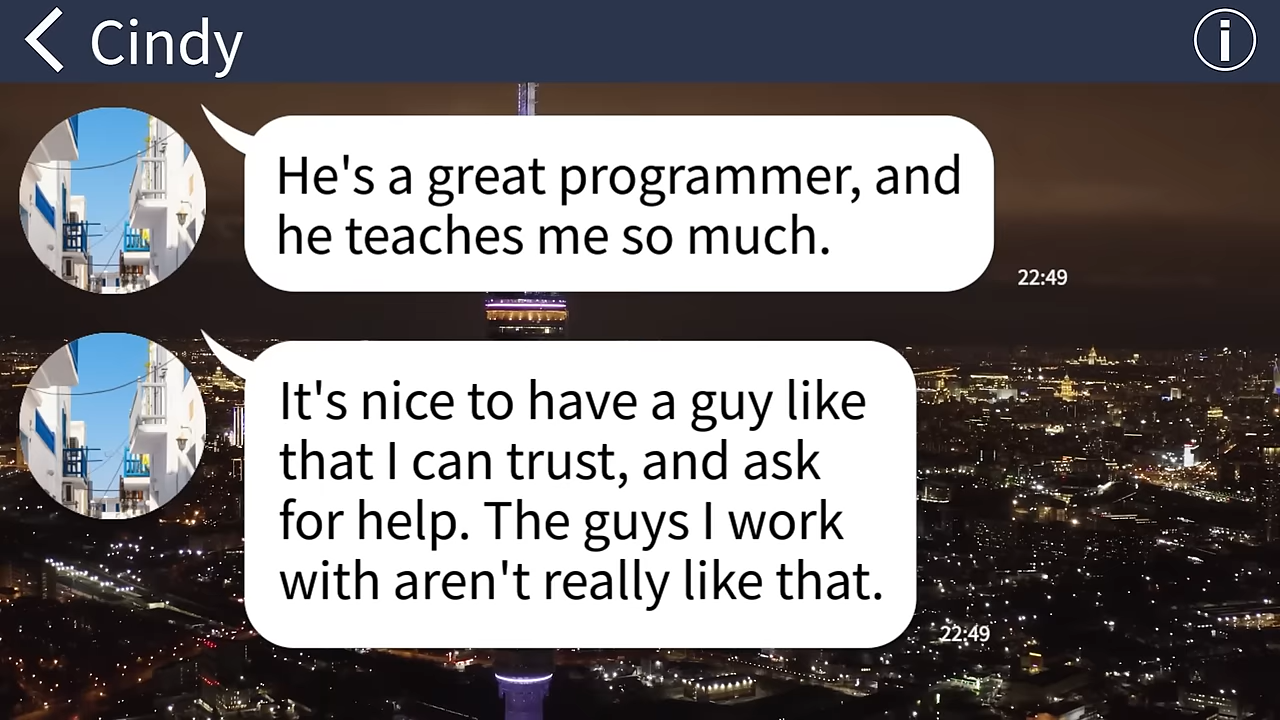 Cindy
He's a great programmer, and
he teaches me so much.
22:49
It's nice to have a guy like
that I can trust, and ask
for help. The guys I work
with aren't really like that.
22:49